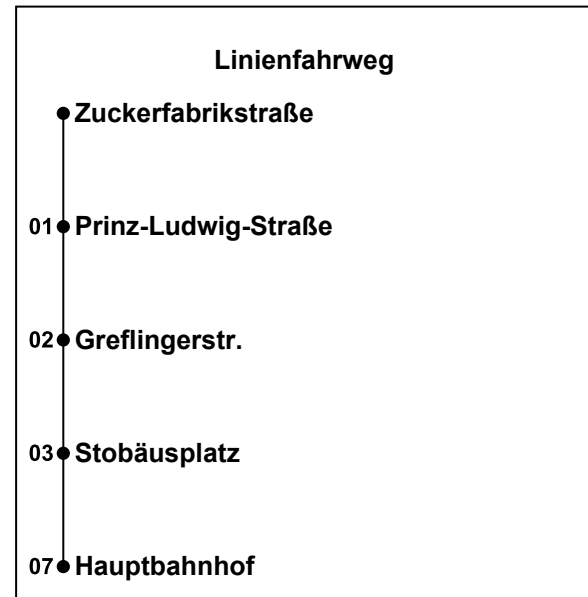 Linienfahrweg
Zuckerfabrikstraße
01 Prinz-Ludwig-Straße
02 Greflingerstr.
03 Stobäusplatz
07 Hauptbahnhof